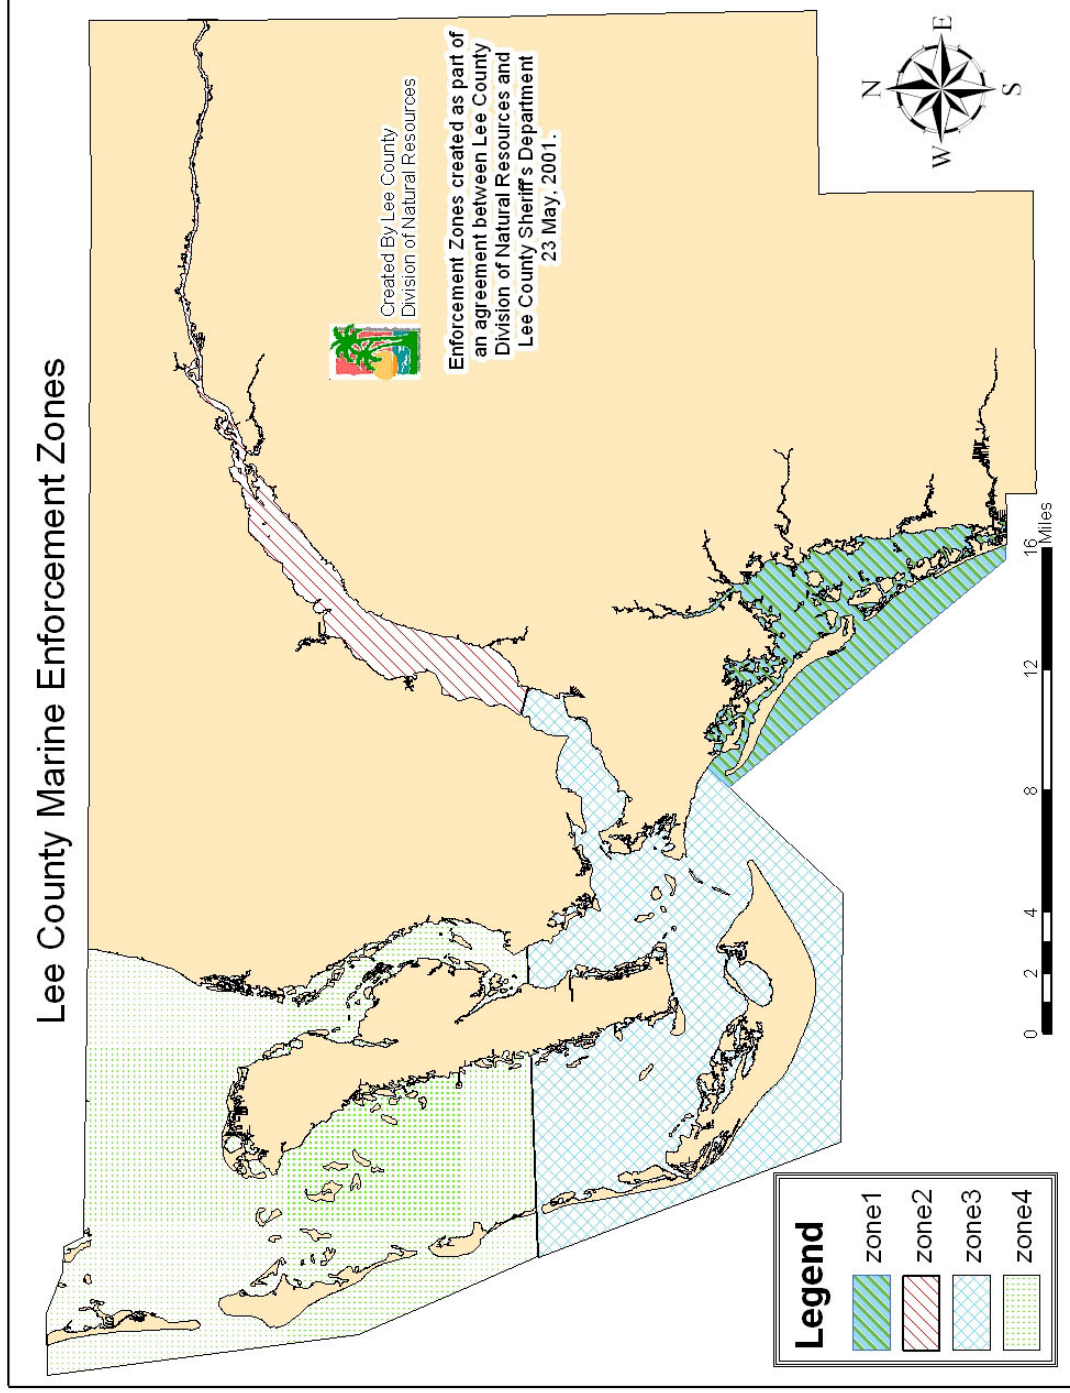 Lee County Marine Enforcement Zones
Created By Lee County
Division of Natural Resources
Enforcement Zones created as part of
an agreement between Lee County
Division of Natural Resources and
Lee County Sheriff's Department
23 May, 2001.
N
W
E
S
Legend
zone1
zone2
zone3
zone4
0 2 4 8 12 16
Miles